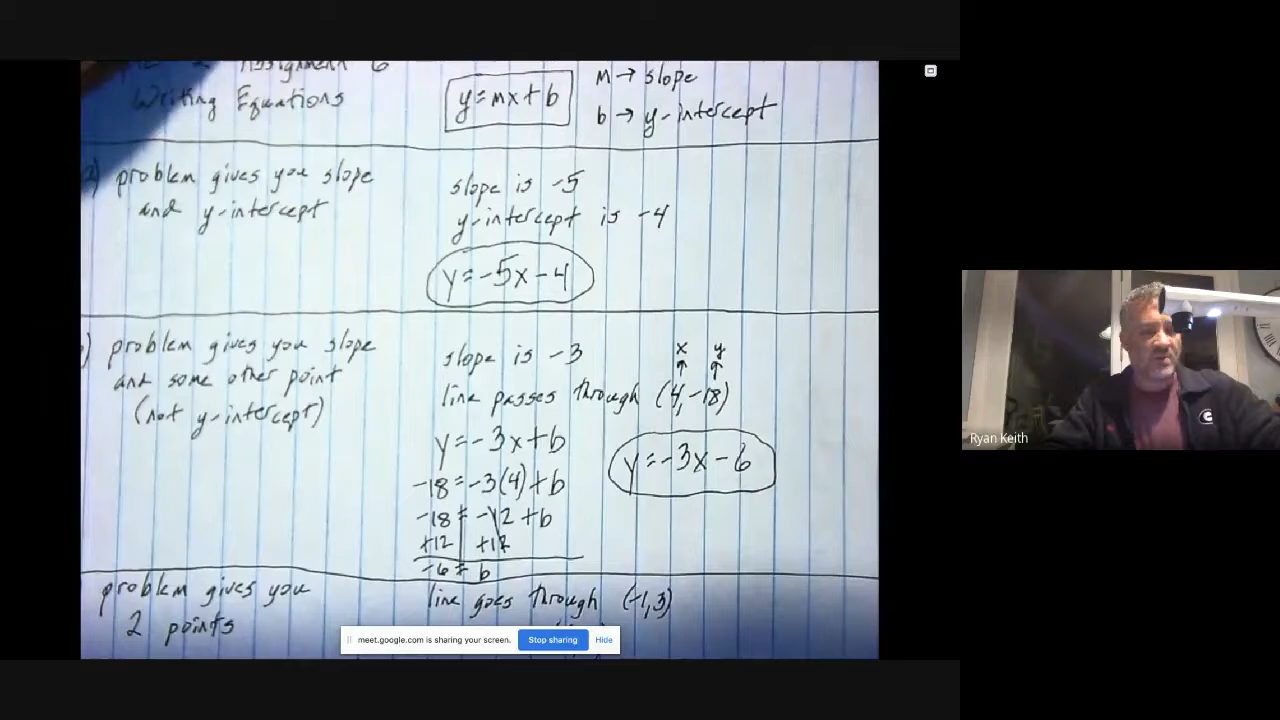 Assignment 6
Writing Equations
y=mx+b
m → slope
b → y-intercept
problem gives you slope
and y-intercept
slope is -5
y-intercept is -4
y=-5x-4
problem gives you slope
and some other point
(not y-intercept)
slope is -3
x y
line passes through (4,-18)
y=-3x+b
-18=-3(4)+b
-18=-12+b
+12 +12
-6=b
y=-3x-6
problem gives you
2 points
line goes through (-1,3)
meet.google.com is sharing your screen.
Stop sharing
Hide
Ryan Keith